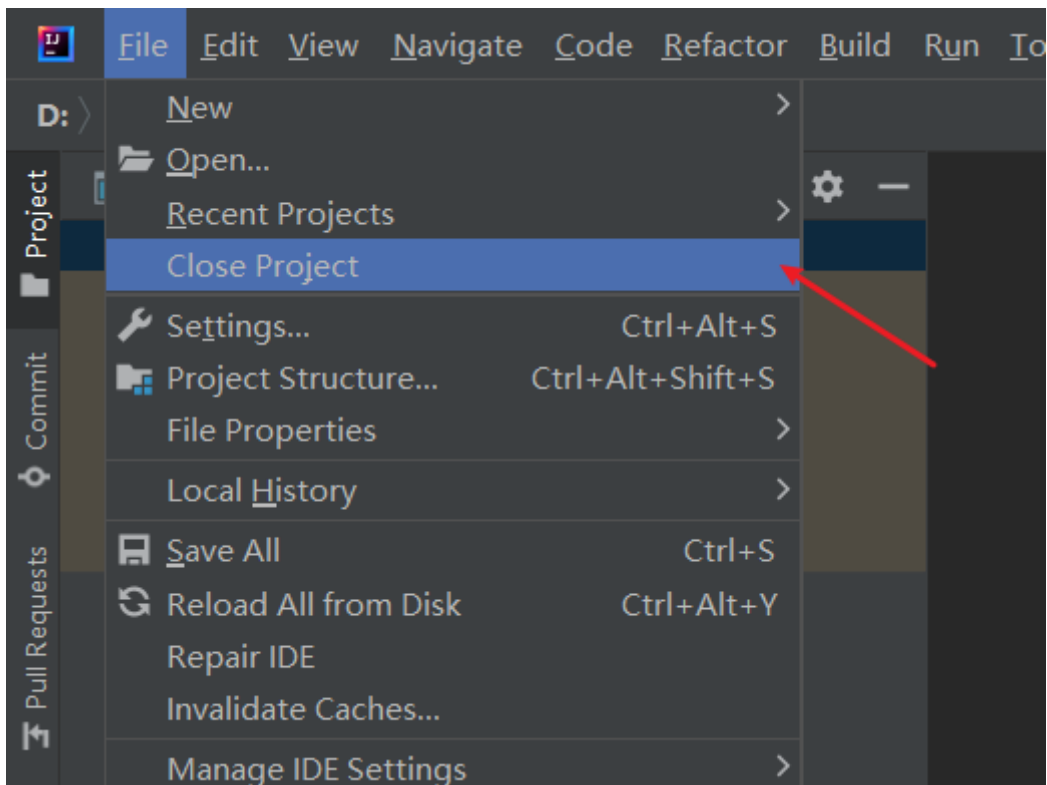 IJ
File Edit View Navigate Code Refactor Build Run To
D:
New
Open...
Recent Projects
Close Project
Settings... Ctrl+Alt+S
Project Structure... Ctrl+Alt+Shift+S
File Properties
Local History
Save All Ctrl+S
Reload All from Disk Ctrl+Alt+Y
Repair IDE
Invalidate Caches...
Manage IDE Settings
Project
Commit
Pull Requests